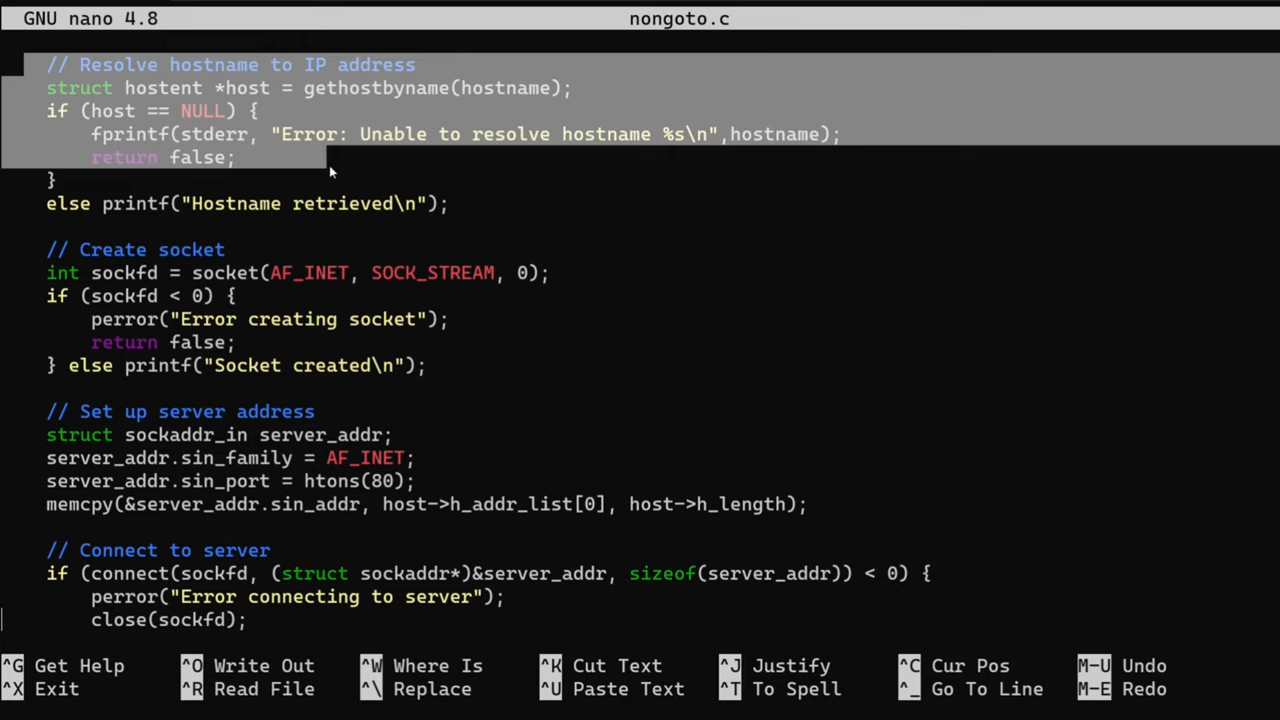 GNU nano 4.8 nongoto.c
// Resolve hostname to IP address
struct hostent *host = gethostbyname(hostname);
if (host == NULL) {
fprintf(stderr, "Error: Unable to resolve hostname %s\n",hostname);
return false;
}
else printf("Hostname retrieved\n");
// Create socket
int sockfd = socket(AF_INET, SOCK_STREAM, 0);
if (sockfd < 0) {
perror("Error creating socket");
return false;
} else printf("Socket created\n");
// Set up server address
struct sockaddr_in server_addr;
server_addr.sin_family = AF_INET;
server_addr.sin_port = htons(80);
memcpy(&server_addr.sin_addr, host->h_addr_list[0], host->h_length);
// Connect to server
if (connect(sockfd, (struct sockaddr*)&server_addr, sizeof(server_addr)) < 0) {
perror("Error connecting to server");
close(sockfd);
^G Get Help ^O Write Out ^W Where Is ^K Cut Text ^J Justify ^C Cur Pos M-U Undo
^X Exit ^R Read File ^\ Replace ^U Paste Text ^T To Spell ^_ Go To Line M-E Redo